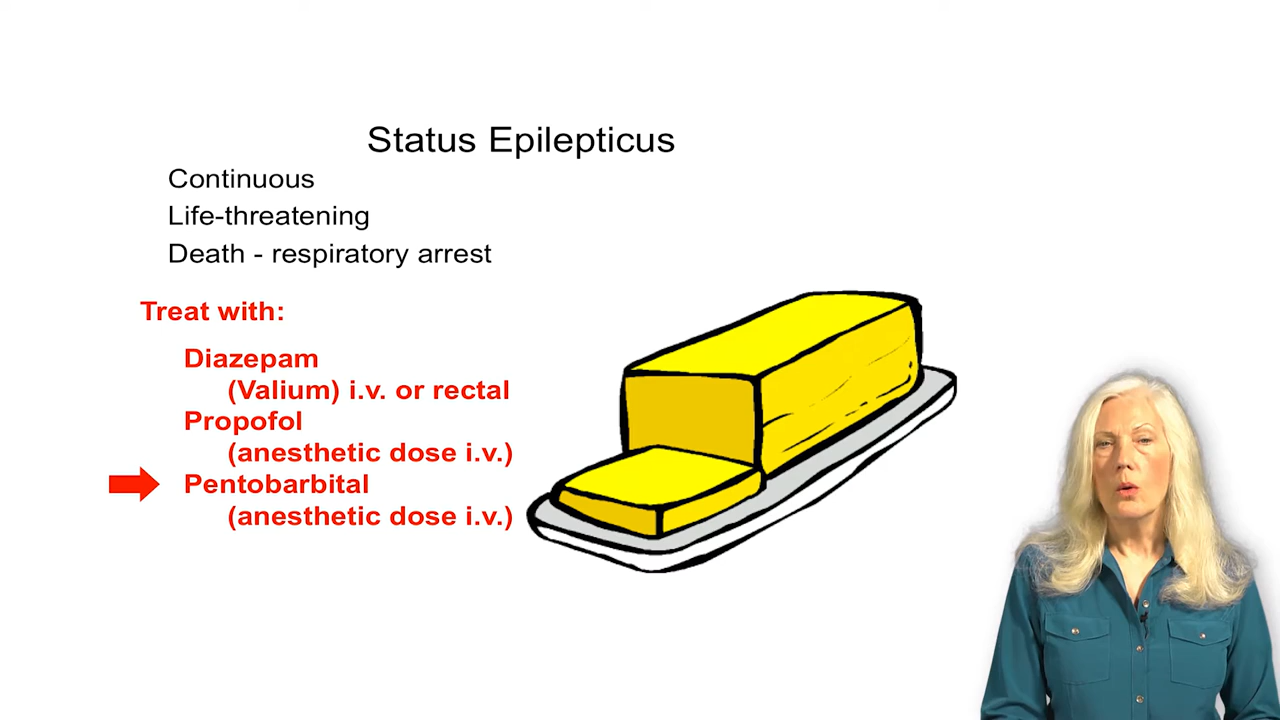 Status Epilepticus
Continuous
Life-threatening
Death - respiratory arrest
Treat with:
Diazepam
(Valium) i.v. or rectal
Propofol
(anesthetic dose i.v.)
Pentobarbital
(anesthetic dose i.v.)